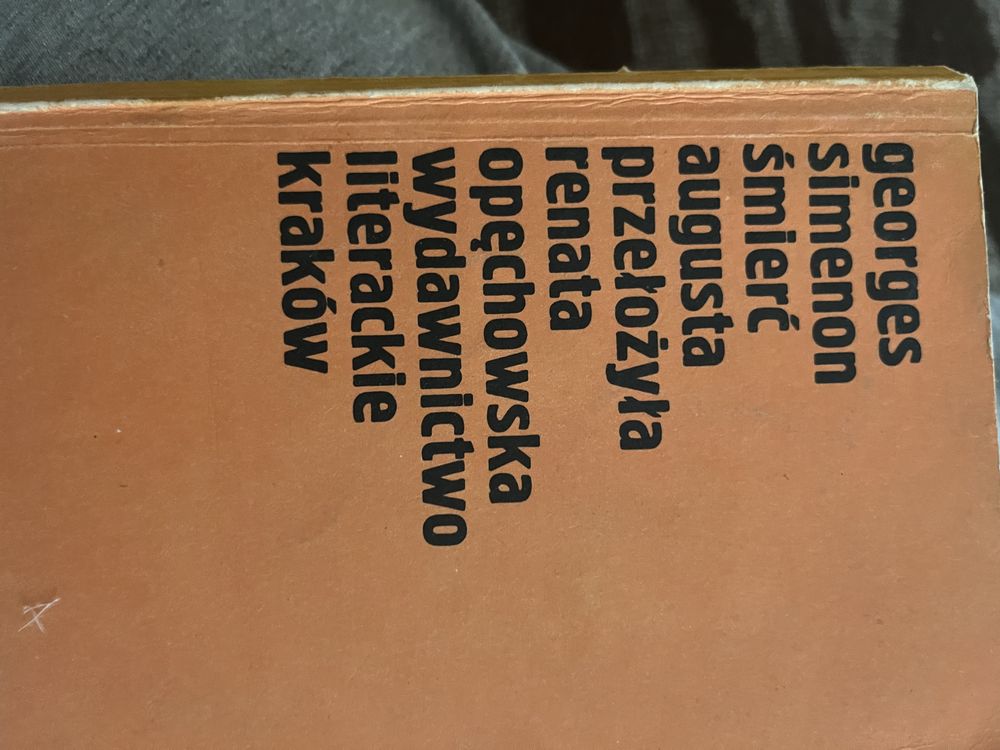 georges
simenon
śmierć
augusta
przełożyła
renata
opęchowska
wydawnictwo
literackie
kraków